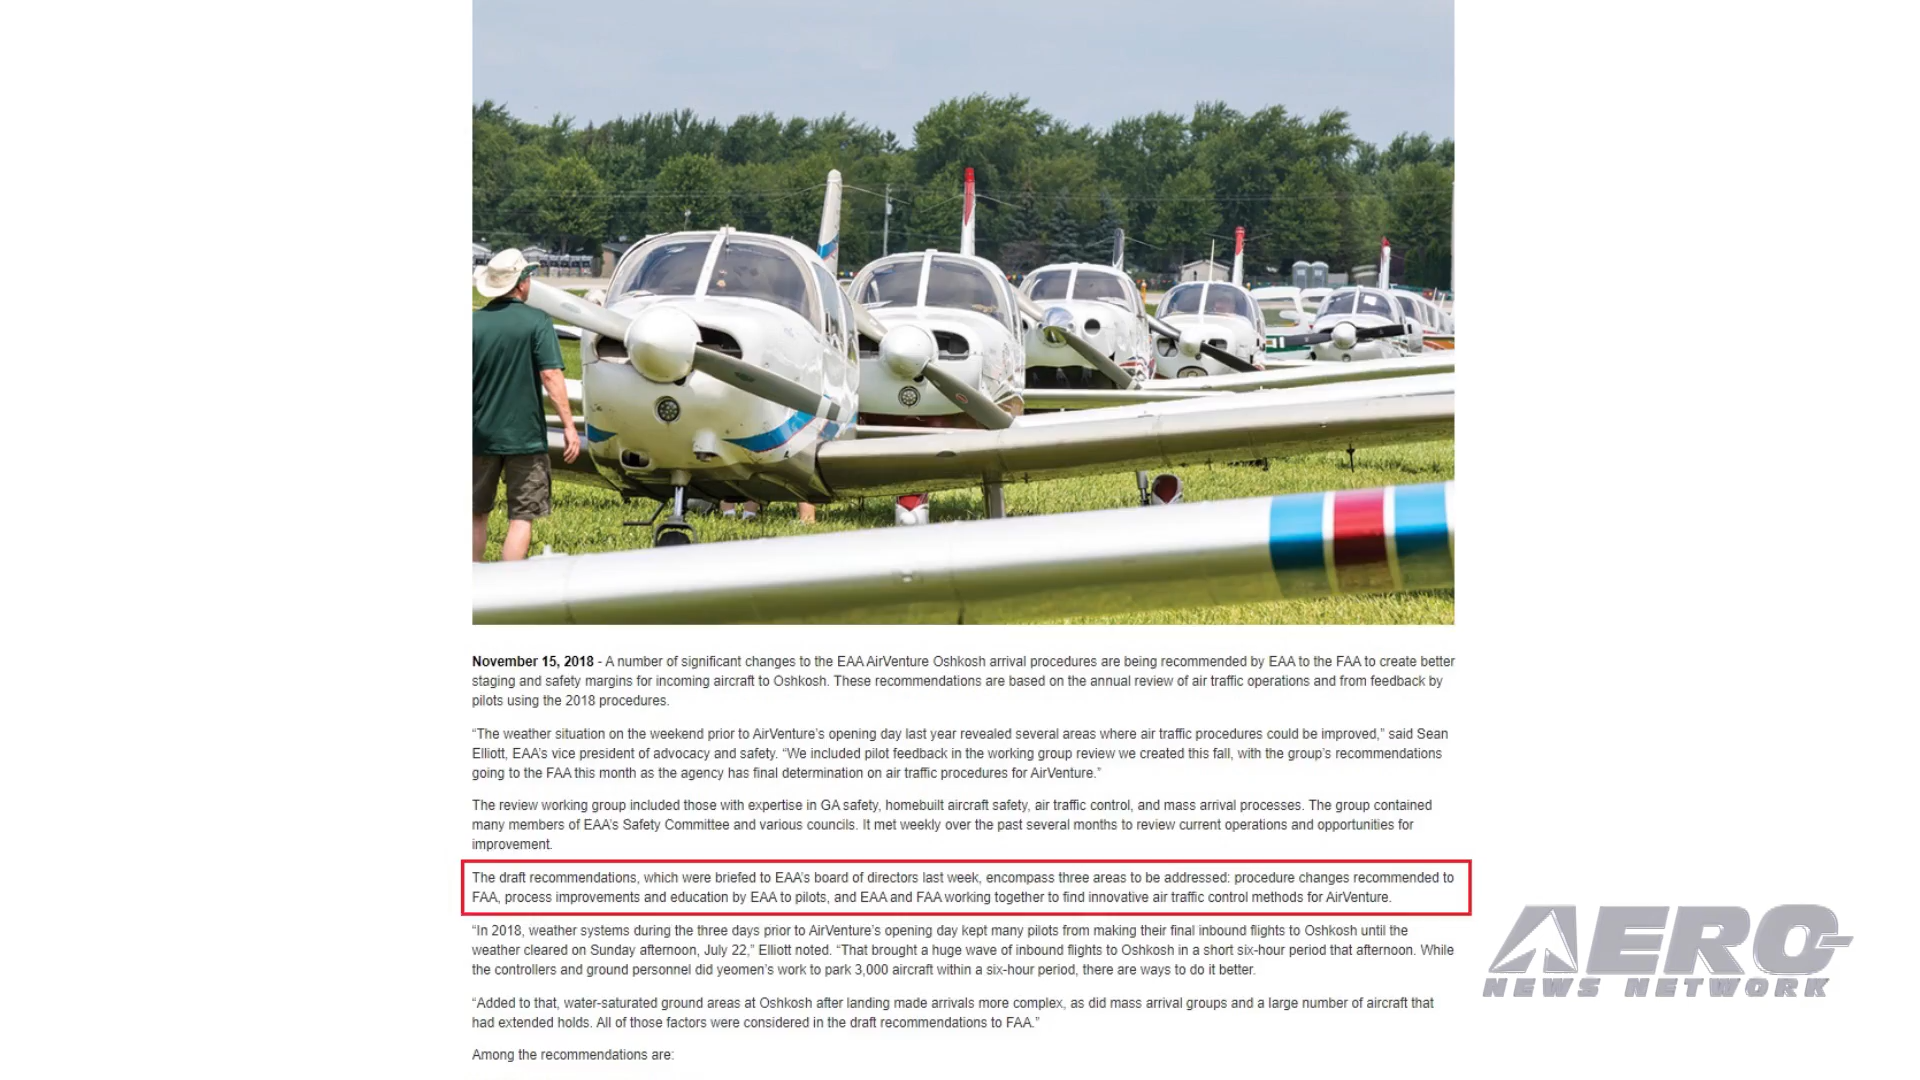 November 15, 2018 - A number of significant changes to the EAA AirVenture Oshkosh arrival procedures are being recommended by EAA to the FAA to create better
staging and safety margins for incoming aircraft to Oshkosh. These recommendations are based on the annual review of air traffic operations and from feedback by
pilots using the 2018 procedures.
“The weather situation on the weekend prior to AirVenture’s opening day last year revealed several areas where air traffic procedures could be improved,” said Sean
Elliott, EAA’s vice president of advocacy and safety. “We included pilot feedback in the working group review we created this fall, with the group’s recommendations
going to the FAA this month as the agency has final determination on air traffic procedures for AirVenture.”
The review working group included those with expertise in GA safety, homebuilt aircraft safety, air traffic control, and mass arrival processes. The group contained
many members of EAA’s Safety Committee and various councils. It met weekly over the past several months to review current operations and opportunities for
improvement.
The draft recommendations, which were briefed to EAA’s board of directors last week, encompass three areas to be addressed: procedure changes recommended to
FAA, process improvements and education by EAA to pilots, and EAA and FAA working together to find innovative air traffic control methods for AirVenture.
“In 2018, weather systems during the three days prior to AirVenture’s opening day kept many pilots from making their final inbound flights to Oshkosh until the
weather cleared on Sunday afternoon, July 22,” Elliott noted. “That brought a huge wave of inbound flights to Oshkosh in a short six-hour period that afternoon. While
the controllers and ground personnel did yeomen’s work to park 3,000 aircraft within a six-hour period, there are ways to do it better.
“Added to that, water-saturated ground areas at Oshkosh after landing made arrivals more complex, as did mass arrival groups and a large number of aircraft that
had extended holds. All of those factors were considered in the draft recommendations to FAA.”
Among the recommendations are:
AERO-
NEWS NETWORK